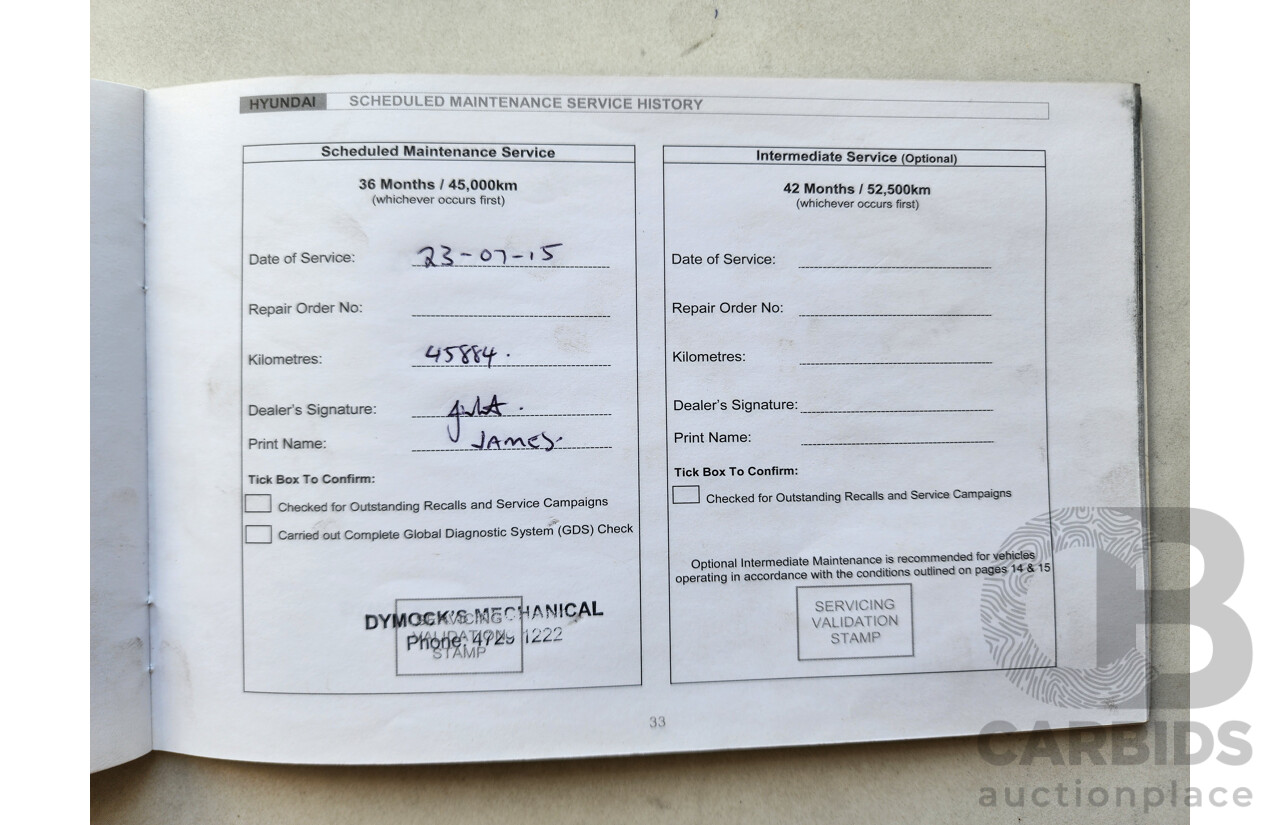 HYUNDAI SCHEDULED MAINTENANCE SERVICE HISTORY
Scheduled Maintenance Service
36 Months / 45,000km
(whichever occurs first)
Date of Service: 23-07-15
Repair Order No:
Kilometres: 45884.
Dealer's Signature:
Print Name: JAMES.
Tick Box To Confirm:
Checked for Outstanding Recalls and Service Campaigns
Carried out Complete Global Diagnostic System (GDS) Check
DYMOCK'S MECHANICAL
Phone: 4729 1222
SERVICING
VALIDATION
STAMP
Intermediate Service (Optional)
42 Months / 52,500km
(whichever occurs first)
Date of Service:
Repair Order No:
Kilometres:
Dealer's Signature:
Print Name:
Tick Box To Confirm:
Checked for Outstanding Recalls and Service Campaigns
Optional Intermediate Maintenance is recommended for vehicles
operating in accordance with the conditions outlined on pages 14 & 15
SERVICING
VALIDATION
STAMP
33
CARBIDS
auctionplace